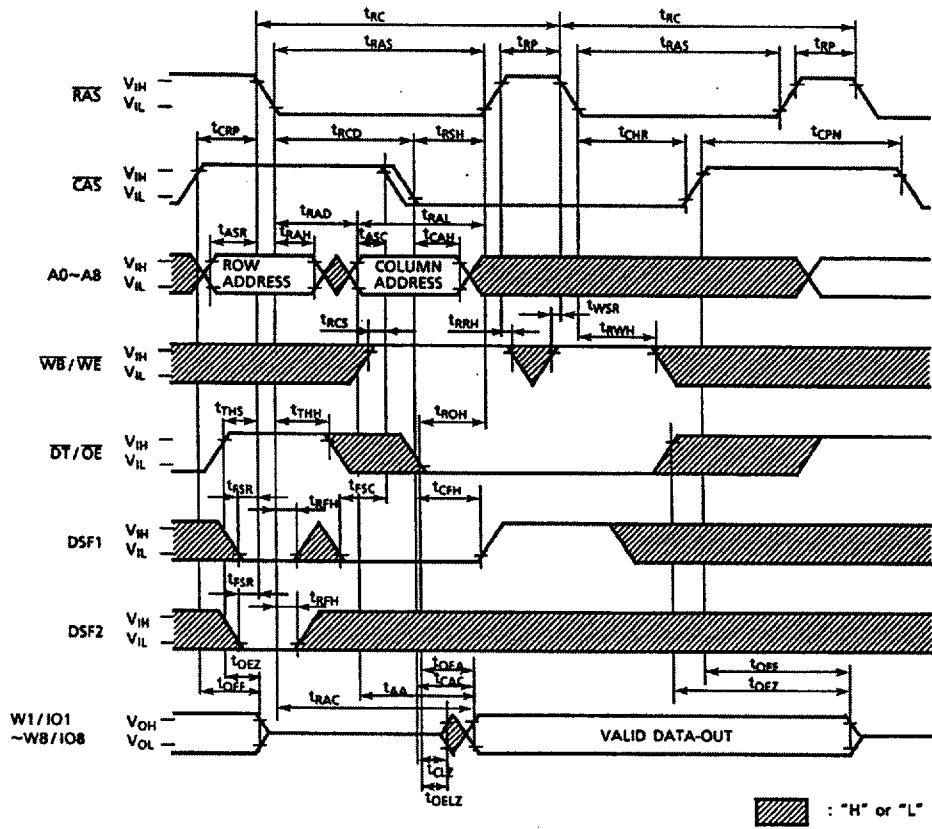 tRC tRC
tRAS tRP tRAS tRP
RAS VIH
VIL
tCRP tRCD tRSH tCHR tCPN
CAS VIH
VIL
tRAD tRAL
tASR tRAH tASC tCAH
A0~A8 VIH
VIL
ROW ADDRESS
COLUMN ADDRESS
tWSR
tRCS tRRH tRWH
WB/WE VIH
VIL
tTHS tTHH tROH
DT/OE VIH
VIL
tFSR tRFH tFSC tCFH
DSF1 VIH
VIL
tFSR tRFH
DSF2 VIH
VIL
tOEZ tOEA tOFF
tOFF tRAC tAA tCAC tOEZ
W1/IO1
~W8/IO8
VOH
VOL
VALID DATA-OUT
tCLZ
tOELZ
: "H" or "L"